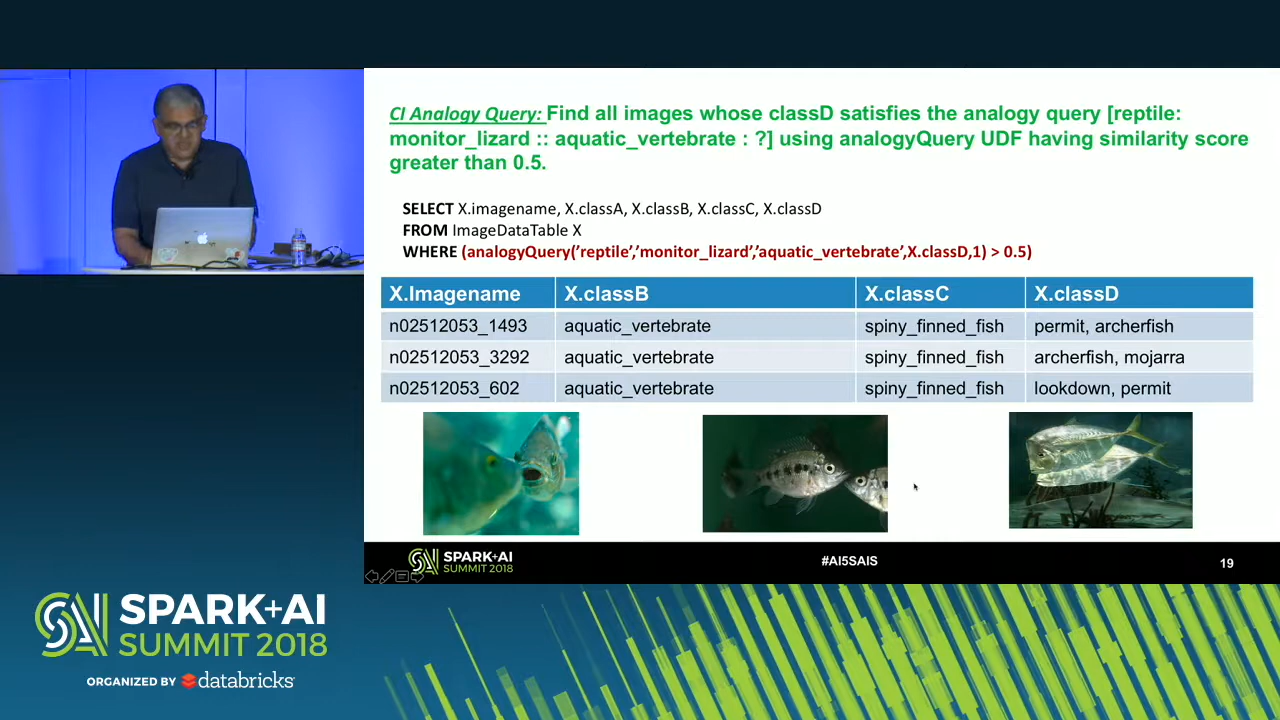 CI Analogy Query: Find all images whose classD satisfies the analogy query [reptile:
monitor_lizard :: aquatic_vertebrate : ?] using analogyQuery UDF having similarity score
greater than 0.5.
SELECT X.imagename, X.classA, X.classB, X.classC, X.classD
FROM ImageDataTable X
WHERE (analogyQuery('reptile','monitor_lizard','aquatic_vertebrate',X.classD,1) > 0.5)
X.Imagename X.classB X.classC X.classD
n02512053_1493 aquatic_vertebrate spiny_finned_fish permit, archerfish
n02512053_3292 aquatic_vertebrate spiny_finned_fish archerfish, mojarra
n02512053_602 aquatic_vertebrate spiny_finned_fish lookdown, permit
SPARK+AI
SUMMIT 2018
#AI5SAIS
19
SPARK+AI
SUMMIT 2018
ORGANIZED BY databricks